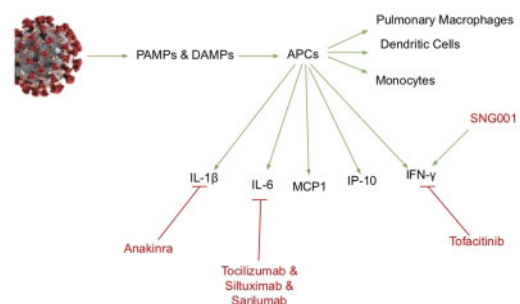 Pulmonary Macrophages
PAMPs & DAMPs
APCs
Dendritic Cells
Monocytes
SNG001
IL-1β
IL-6
MCP1
IP-10
IFN-γ
Anakinra
Tofacitinib
Tocilizumab &
Siltuximab &
Sarilumab